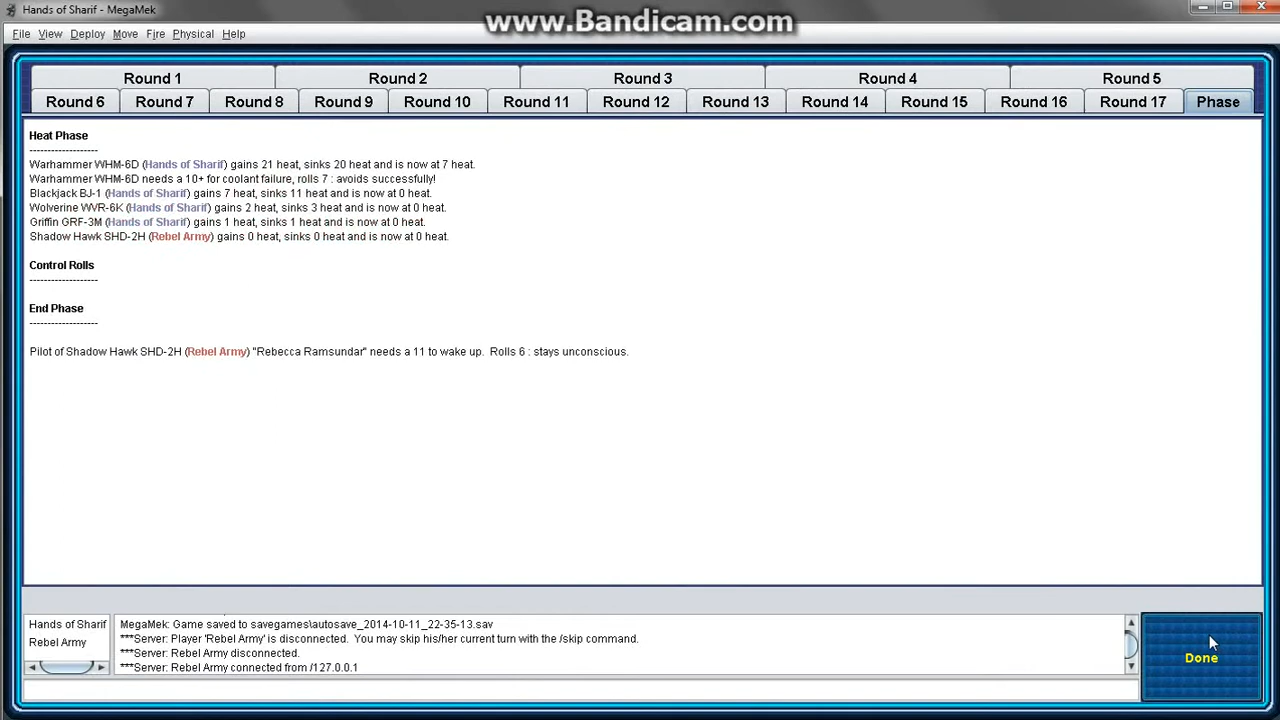 Hands of Sharif - MegaMek
www.Bandicam.com
File View Deploy Move Fire Physical Help
Round 1 Round 2 Round 3 Round 4 Round 5
Round 6 Round 7 Round 8 Round 9 Round 10 Round 11 Round 12 Round 13 Round 14 Round 15 Round 16 Round 17 Phase
Heat Phase
-------------------
Warhammer WHM-6D (Hands of Sharif) gains 21 heat, sinks 20 heat and is now at 7 heat.
Warhammer WHM-6D needs a 10+ for coolant failure, rolls 7 : avoids successfully!
Blackjack BJ-1 (Hands of Sharif) gains 7 heat, sinks 11 heat and is now at 0 heat.
Wolverine WVR-6K (Hands of Sharif) gains 2 heat, sinks 3 heat and is now at 0 heat.
Griffin GRF-3M (Hands of Sharif) gains 1 heat, sinks 1 heat and is now at 0 heat.
Shadow Hawk SHD-2H (Rebel Army) gains 0 heat, sinks 0 heat and is now at 0 heat.
Control Rolls
-------------------
End Phase
-------------------
Pilot of Shadow Hawk SHD-2H (Rebel Army) "Rebecca Ramsundar" needs a 11 to wake up. Rolls 6 : stays unconscious.
Hands of Sharif
Rebel Army
MegaMek: Game saved to savegames\autosave_2014-10-11_22-35-13.sav
***Server: Player 'Rebel Army' is disconnected. You may skip his/her current turn with the /skip command.
***Server: Rebel Army disconnected.
***Server: Rebel Army connected from /127.0.0.1
Done